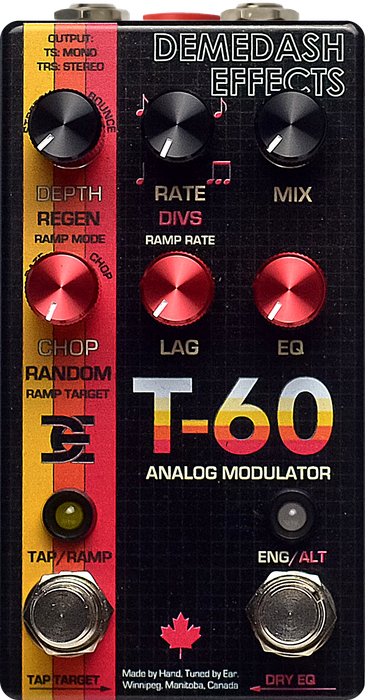 OUTPUT:
TS: MONO
TRS: STEREO
DEMEDASH
EFFECTS
BOUNCE
DEPTH
REGEN
RAMP MODE
RATE
DIVS
RAMP RATE
MIX
CHOP
CHOP
RANDOM
RAMP TARGET
LAG
EQ
T-60
ANALOG MODULATOR
TAP/RAMP
ENG/ALT
TAP TARGET
Made by Hand, Tuned by Ear.
Winnipeg, Manitoba, Canada
DRY EQ